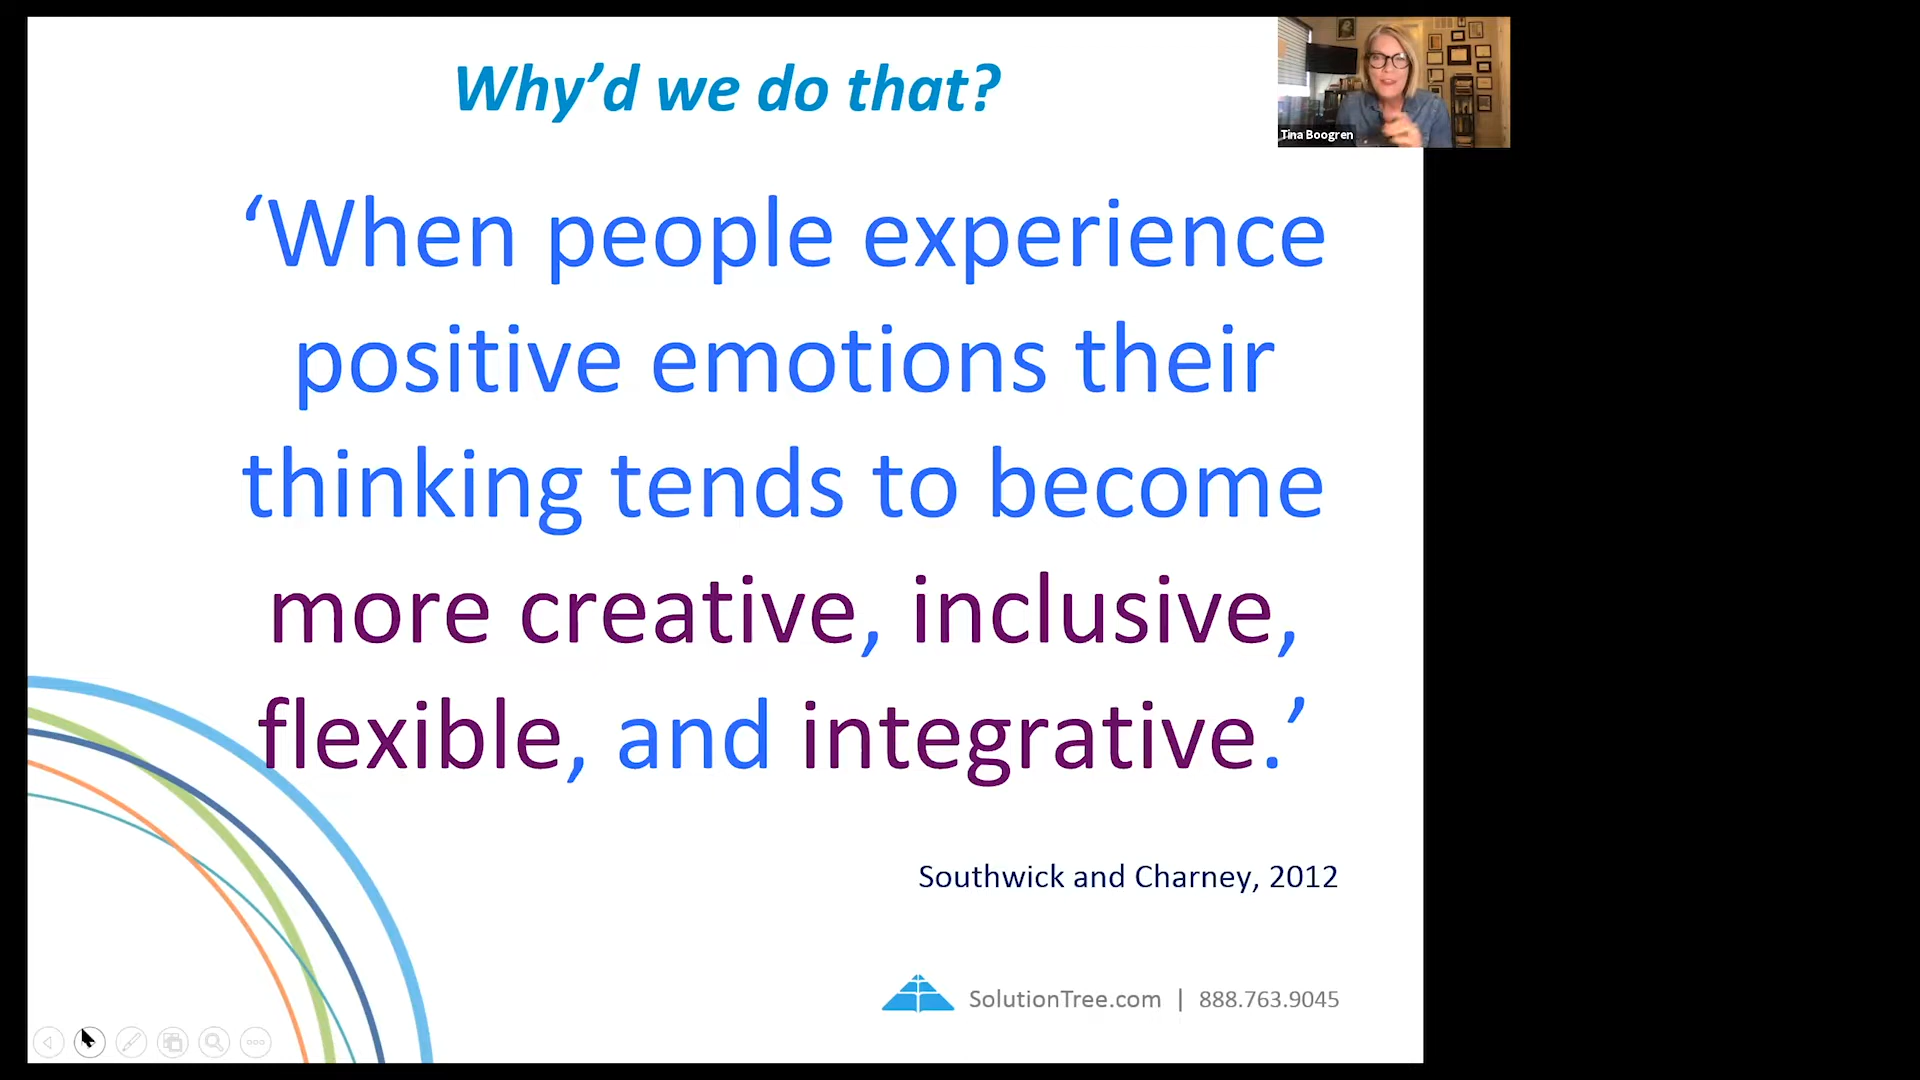 Why’d we do that?
Tina Boogren
‘When people experience
positive emotions their
thinking tends to become
more creative, inclusive,
flexible, and integrative.’
Southwick and Charney, 2012
SolutionTree.com | 888.763.9045